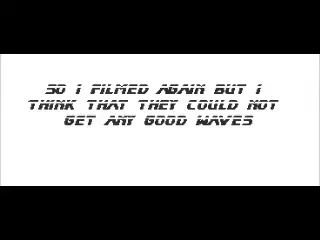 SO I FILMED AGAIN BUT I
THINK THAT THEY COULD NOT
GET ANY GOOD WAVES